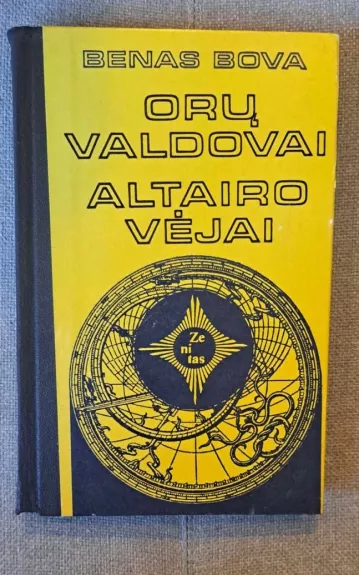 BENAS BOVA
ORŲ
VALDOVAI
ALTAIRO
VĖJAI
Ze
ni
tas